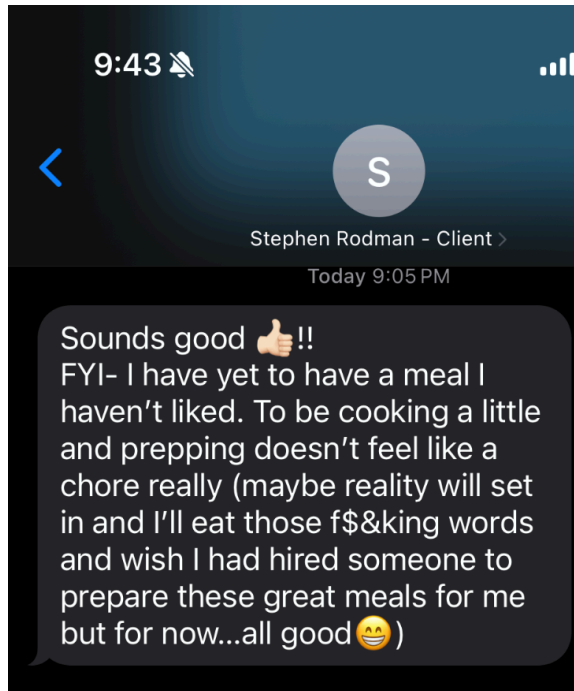 9:43
S
Stephen Rodman - Client
Today 9:05 PM
Sounds good 👍🏻!!
FYI- I have yet to have a meal I
haven’t liked. To be cooking a little
and prepping doesn’t feel like a
chore really (maybe reality will set
in and I’ll eat those f$&king words
and wish I had hired someone to
prepare these great meals for me
but for now...all good😁)